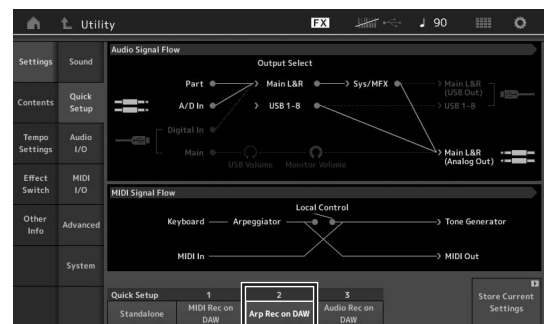 Utility
FX
90
Settings
Sound
Contents
Quick Setup
Tempo Settings
Audio I/O
Effect Switch
MIDI I/O
Other Info
Advanced
System
Audio Signal Flow
Output Select
Part
Main L&R
Sys/MFX
Main L&R (USB Out)
A/D In
USB 1-8
USB 1-8
Digital In
Main
USB Volume
Monitor Volume
Main L&R (Analog Out)
MIDI Signal Flow
Local Control
Keyboard
Arpeggiator
Tone Generator
MIDI In
MIDI Out
Quick Setup
1
2
3
Standalone
MIDI Rec on DAW
Arp Rec on DAW
Audio Rec on DAW
Store Current Settings